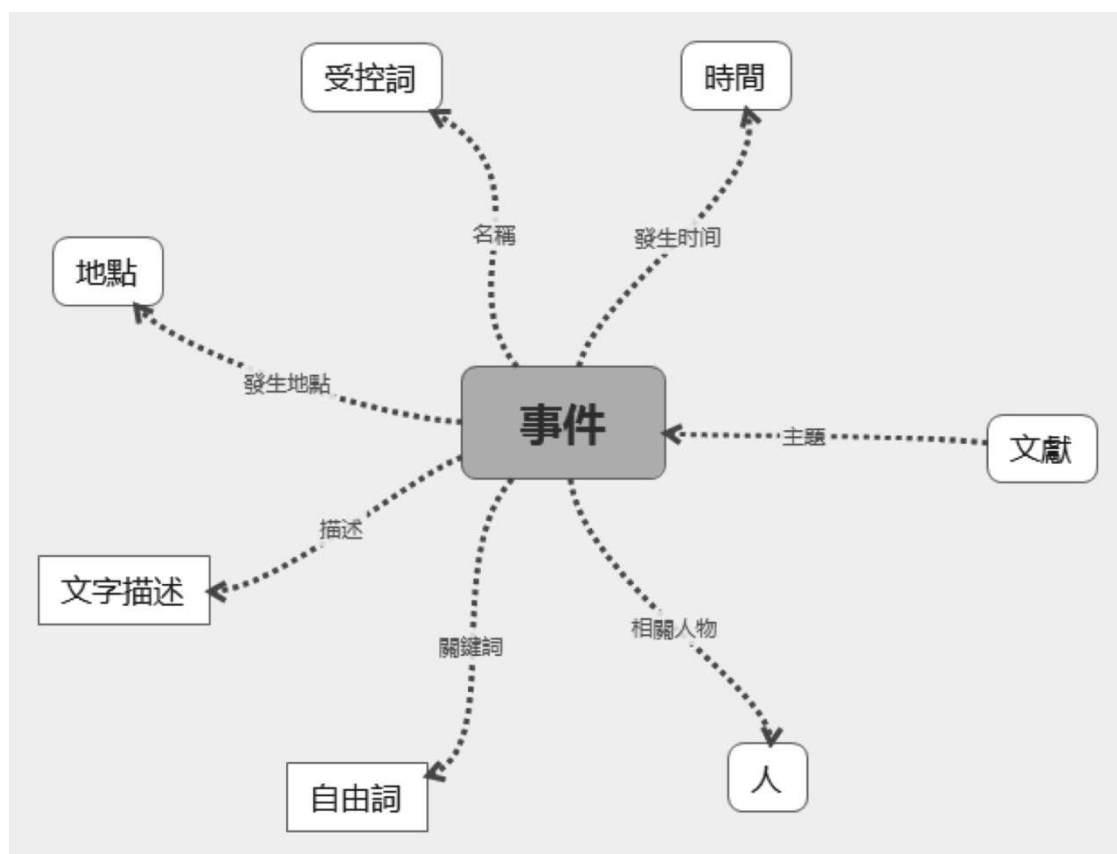 受控詞
時間
名稱
發生时间
地點
發生地點
事件
主題
文獻
描述
文字描述
關鍵詞
相關人物
自由詞
人